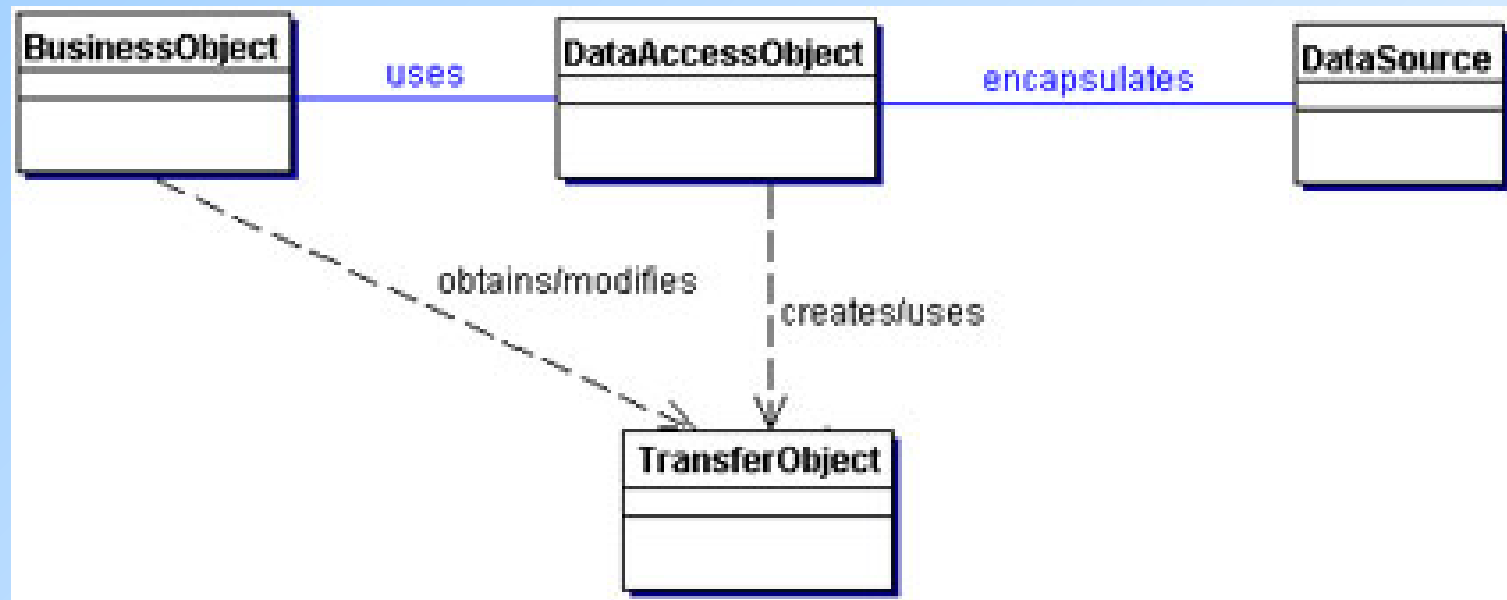 BusinessObject
uses
DataAccessObject
encapsulates
DataSource
obtains/modifies
creates/uses
TransferObject